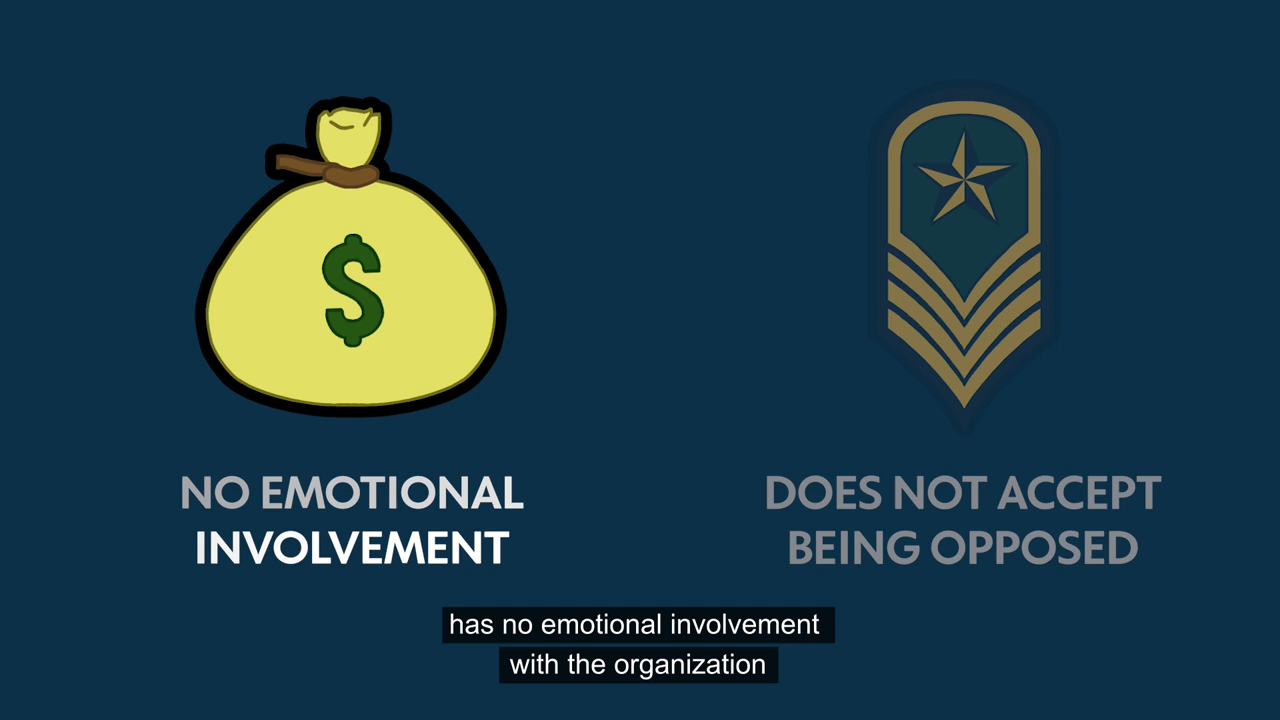 $
NO EMOTIONAL
INVOLVEMENT
DOES NOT ACCEPT
BEING OPPOSED
has no emotional involvement
with the organization